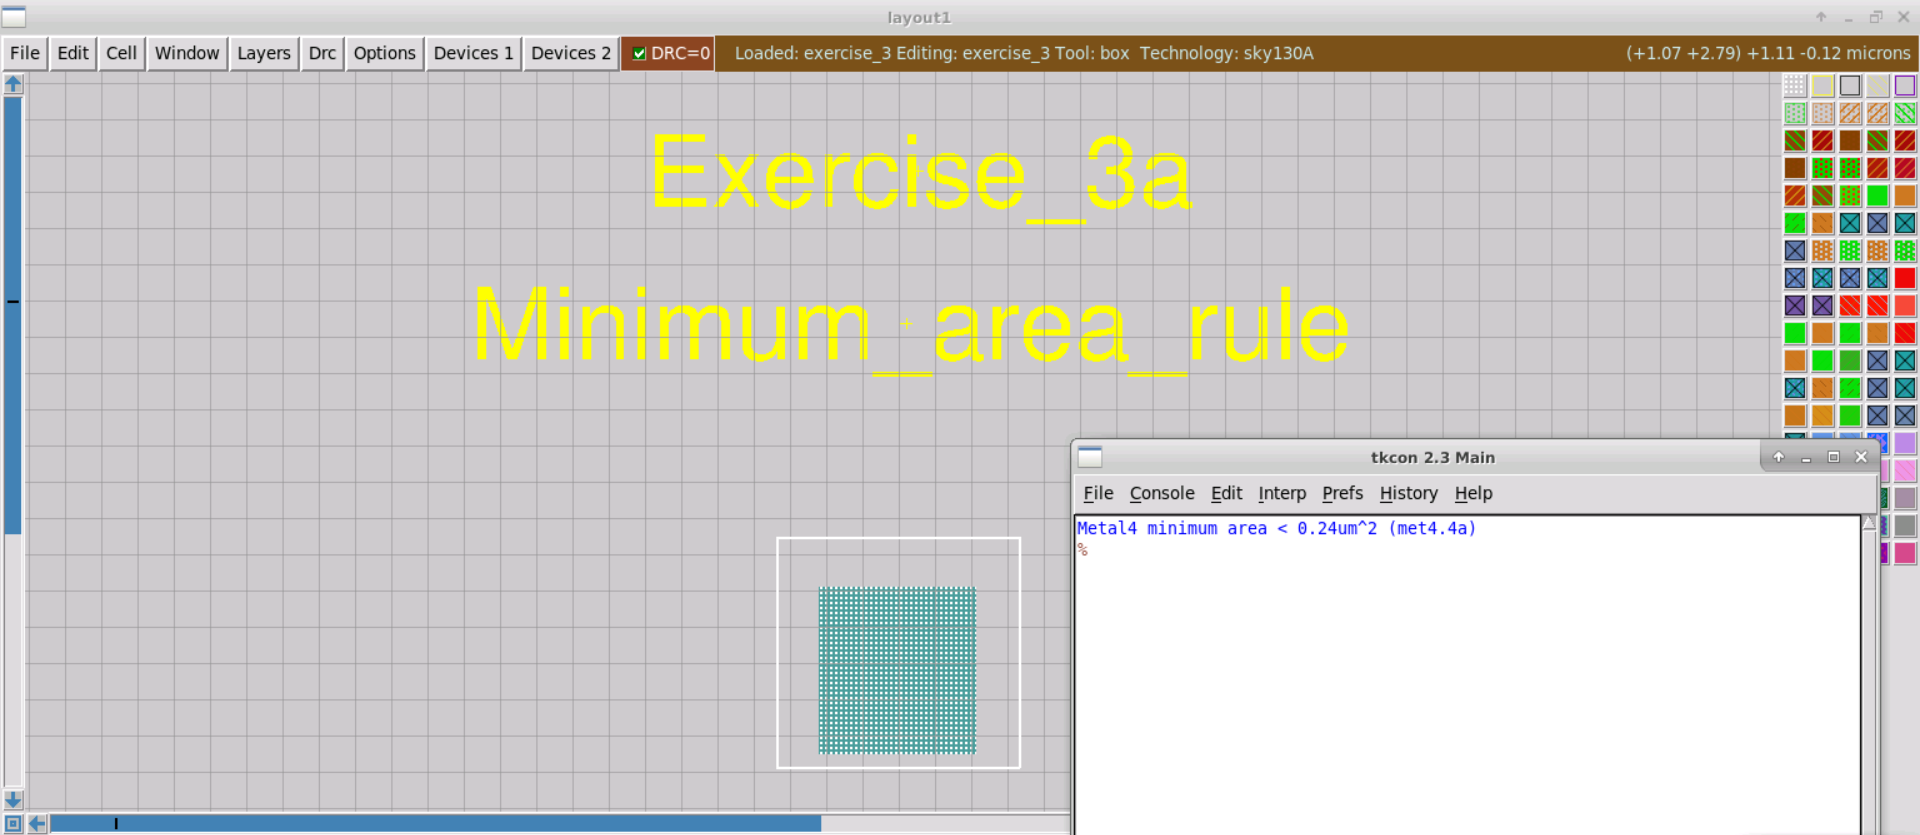 layout1
File Edit Cell Window Layers Drc Options Devices 1 Devices 2 DRC=0 Loaded: exercise_3 Editing: exercise_3 Tool: box Technology: sky130A (+1.07 +2.79) +1.11 -0.12 microns
Exercise_3a
Minimum_area_rule
tkcon 2.3 Main
File Console Edit Interp Prefs History Help
Metal4 minimum area < 0.24um^2 (met4.4a)
%